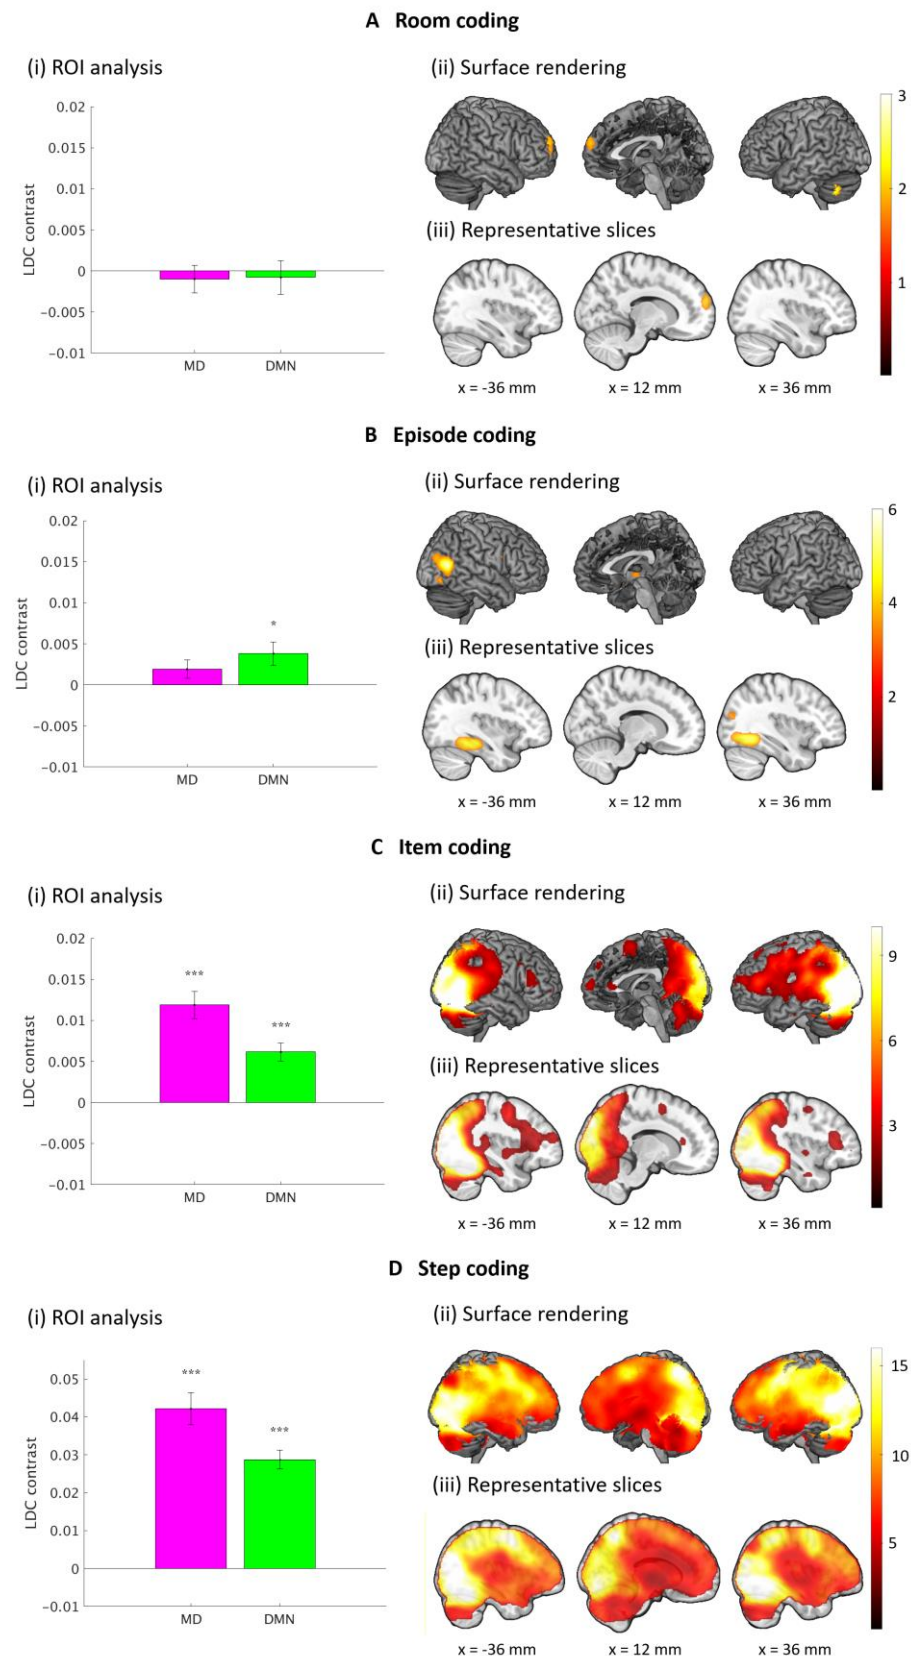 A Room coding
(i) ROI analysis
(ii) Surface rendering
0.02
0.015
0.01
0.005
0
−0.005
−0.01
LDC contrast
MD DMN
3
2
1
(iii) Representative slices
x = -36 mm x = 12 mm x = 36 mm
B Episode coding
(i) ROI analysis
(ii) Surface rendering
0.02
0.015
0.01
0.005
0
−0.005
−0.01
LDC contrast
*
MD DMN
6
4
2
(iii) Representative slices
x = -36 mm x = 12 mm x = 36 mm
C Item coding
(i) ROI analysis
(ii) Surface rendering
0.02
0.015
0.01
0.005
0
−0.005
−0.01
LDC contrast
***
***
MD DMN
9
6
3
(iii) Representative slices
x = -36 mm x = 12 mm x = 36 mm
D Step coding
(i) ROI analysis
(ii) Surface rendering
0.05
0.04
0.03
0.02
0.01
0
−0.01
LDC contrast
***
***
MD DMN
15
10
5
(iii) Representative slices
x = -36 mm x = 12 mm x = 36 mm